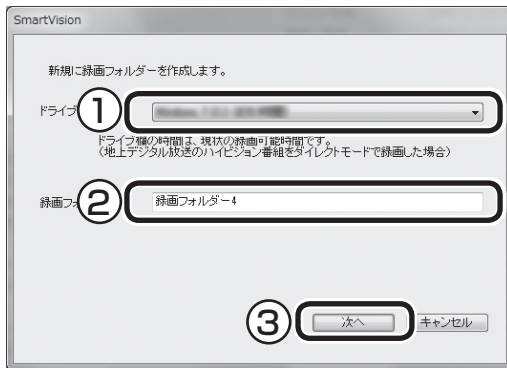 SmartVision
新規に録画フォルダーを作成します。
ドライブ
①
ドライブ欄の時間は、現状の録画可能時間です。
(地上デジタル放送のハイビジョン番組をダイレクトモードで録画した場合)
録画フォ
②
録画フォルダー4
③
次へ
キャンセル